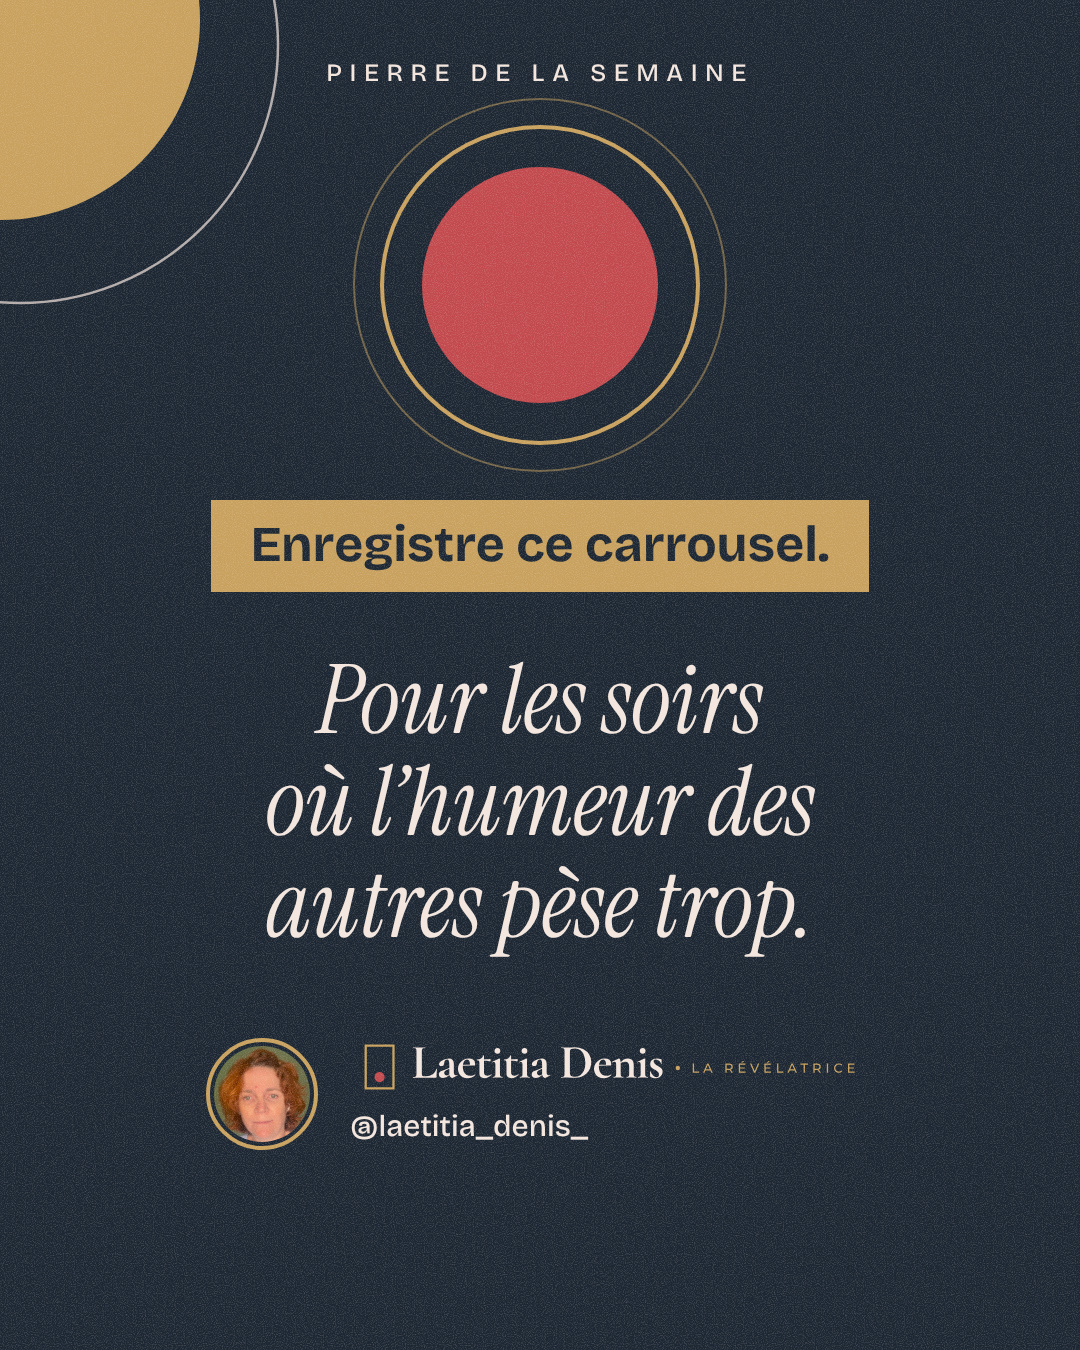 PIERRE DE LA SEMAINE
Enregistre ce carrousel.
Pour les soirs
où l’humeur des
autres pèse trop.
Laetitia Denis • LA RÉVÉLATRICE
@laetitia_denis_